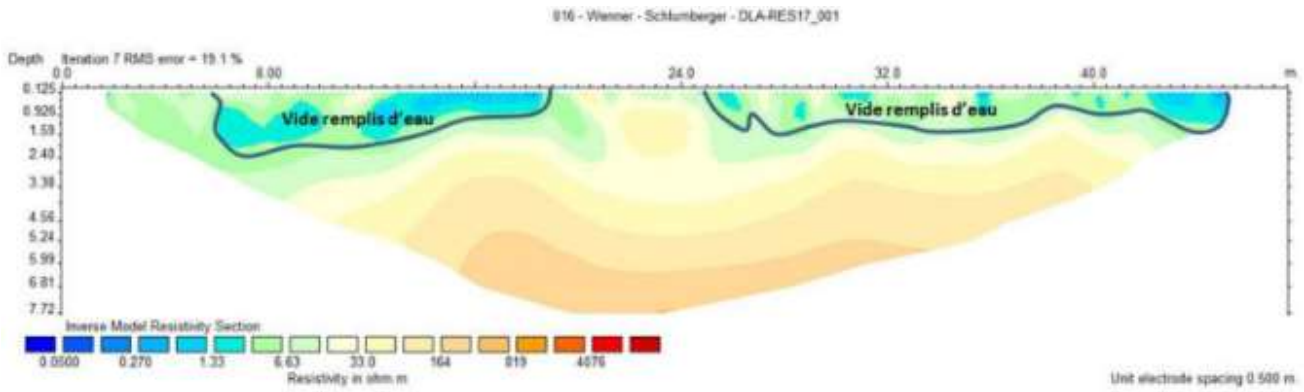 016 - Wenner - Schlumberger - DLA-RES17_001
Depth Iteration 7 RMS error = 19.1 %
0.0 8.00 24.0 32.0 40.0 m
0.125
0.926
1.59
2.40
3.38
4.56
5.24
5.99
6.81
7.72
Vide remplis d'eau
Vide remplis d'eau
Inverse Model Resistivity Section
0.0500 0.270 1.33 6.63 33.0 164 819 4076
Resistivity in ohm.m
Unit electrode spacing 0.500 m